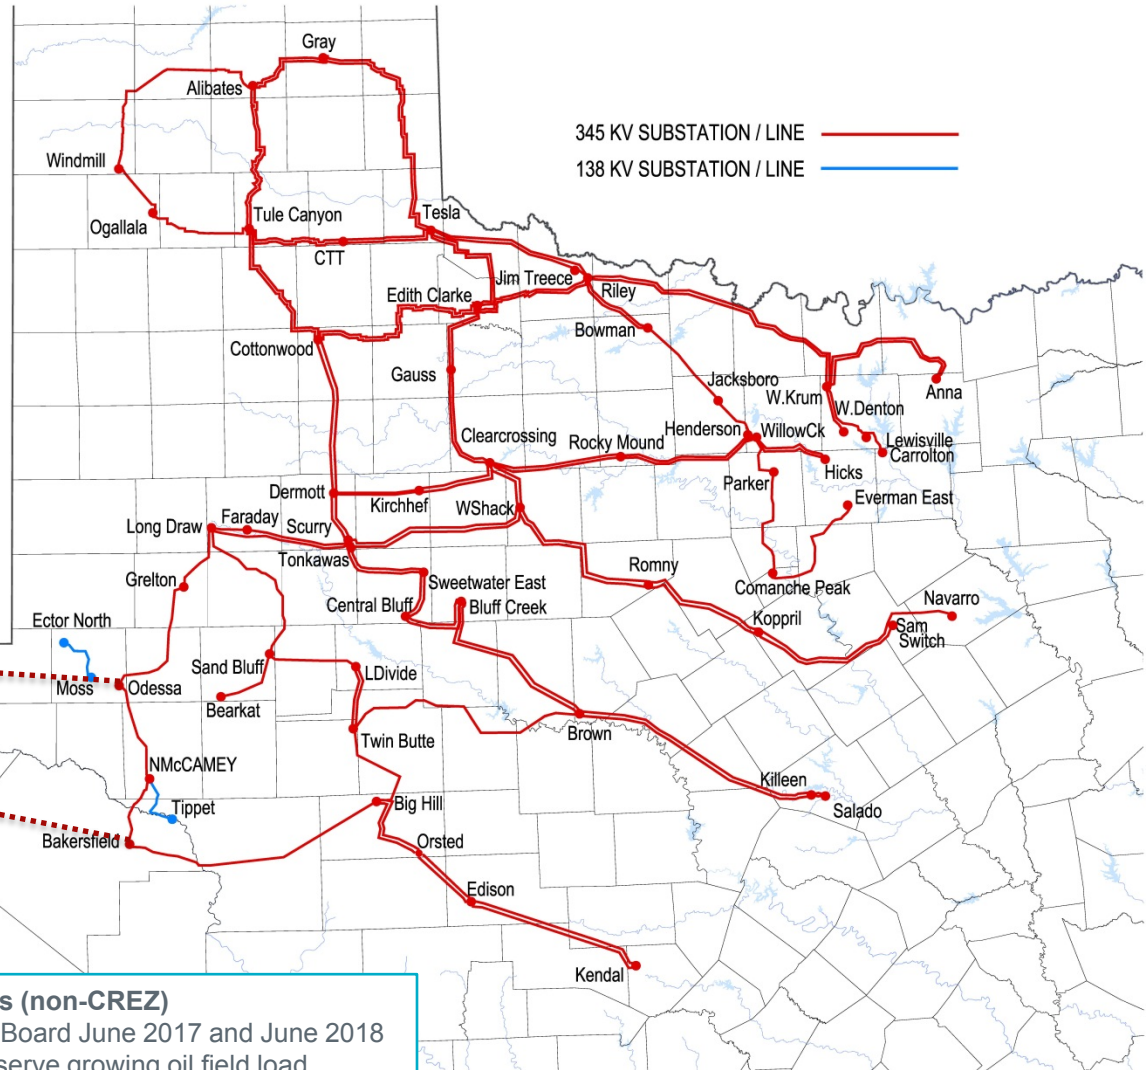 Gray
Alibates
345 KV SUBSTATION / LINE
138 KV SUBSTATION / LINE
Windmill
Ogallala
Tule Canyon
Tesla
CTT
Jim Treece
Edith Clarke
Riley
Bowman
Cottonwood
Gauss
Jacksboro
W.Krum
Anna
W.Denton
Clearcrossing
Rocky Mound
Henderson
WillowCk
Lewisville
Carrolton
Hicks
Parker
Dermott
Kirchhef
Everman East
WShack
Long Draw
Faraday
Scurry
Tonkawas
Romny
Grelton
Sweetwater East
Comanche Peak
Navarro
Central Bluff
Bluff Creek
Ector North
Koppril
Sam
Switch
Sand Bluff
LDivide
Moss
Odessa
Bearkat
Twin Butte
Brown
NMcCAMEY
Killeen
Tippet
Big Hill
Salado
Bakersfield
Orsted
Edison
Kendal
s (non-CREZ)
Board June 2017 and June 2018
serve growing oil field load